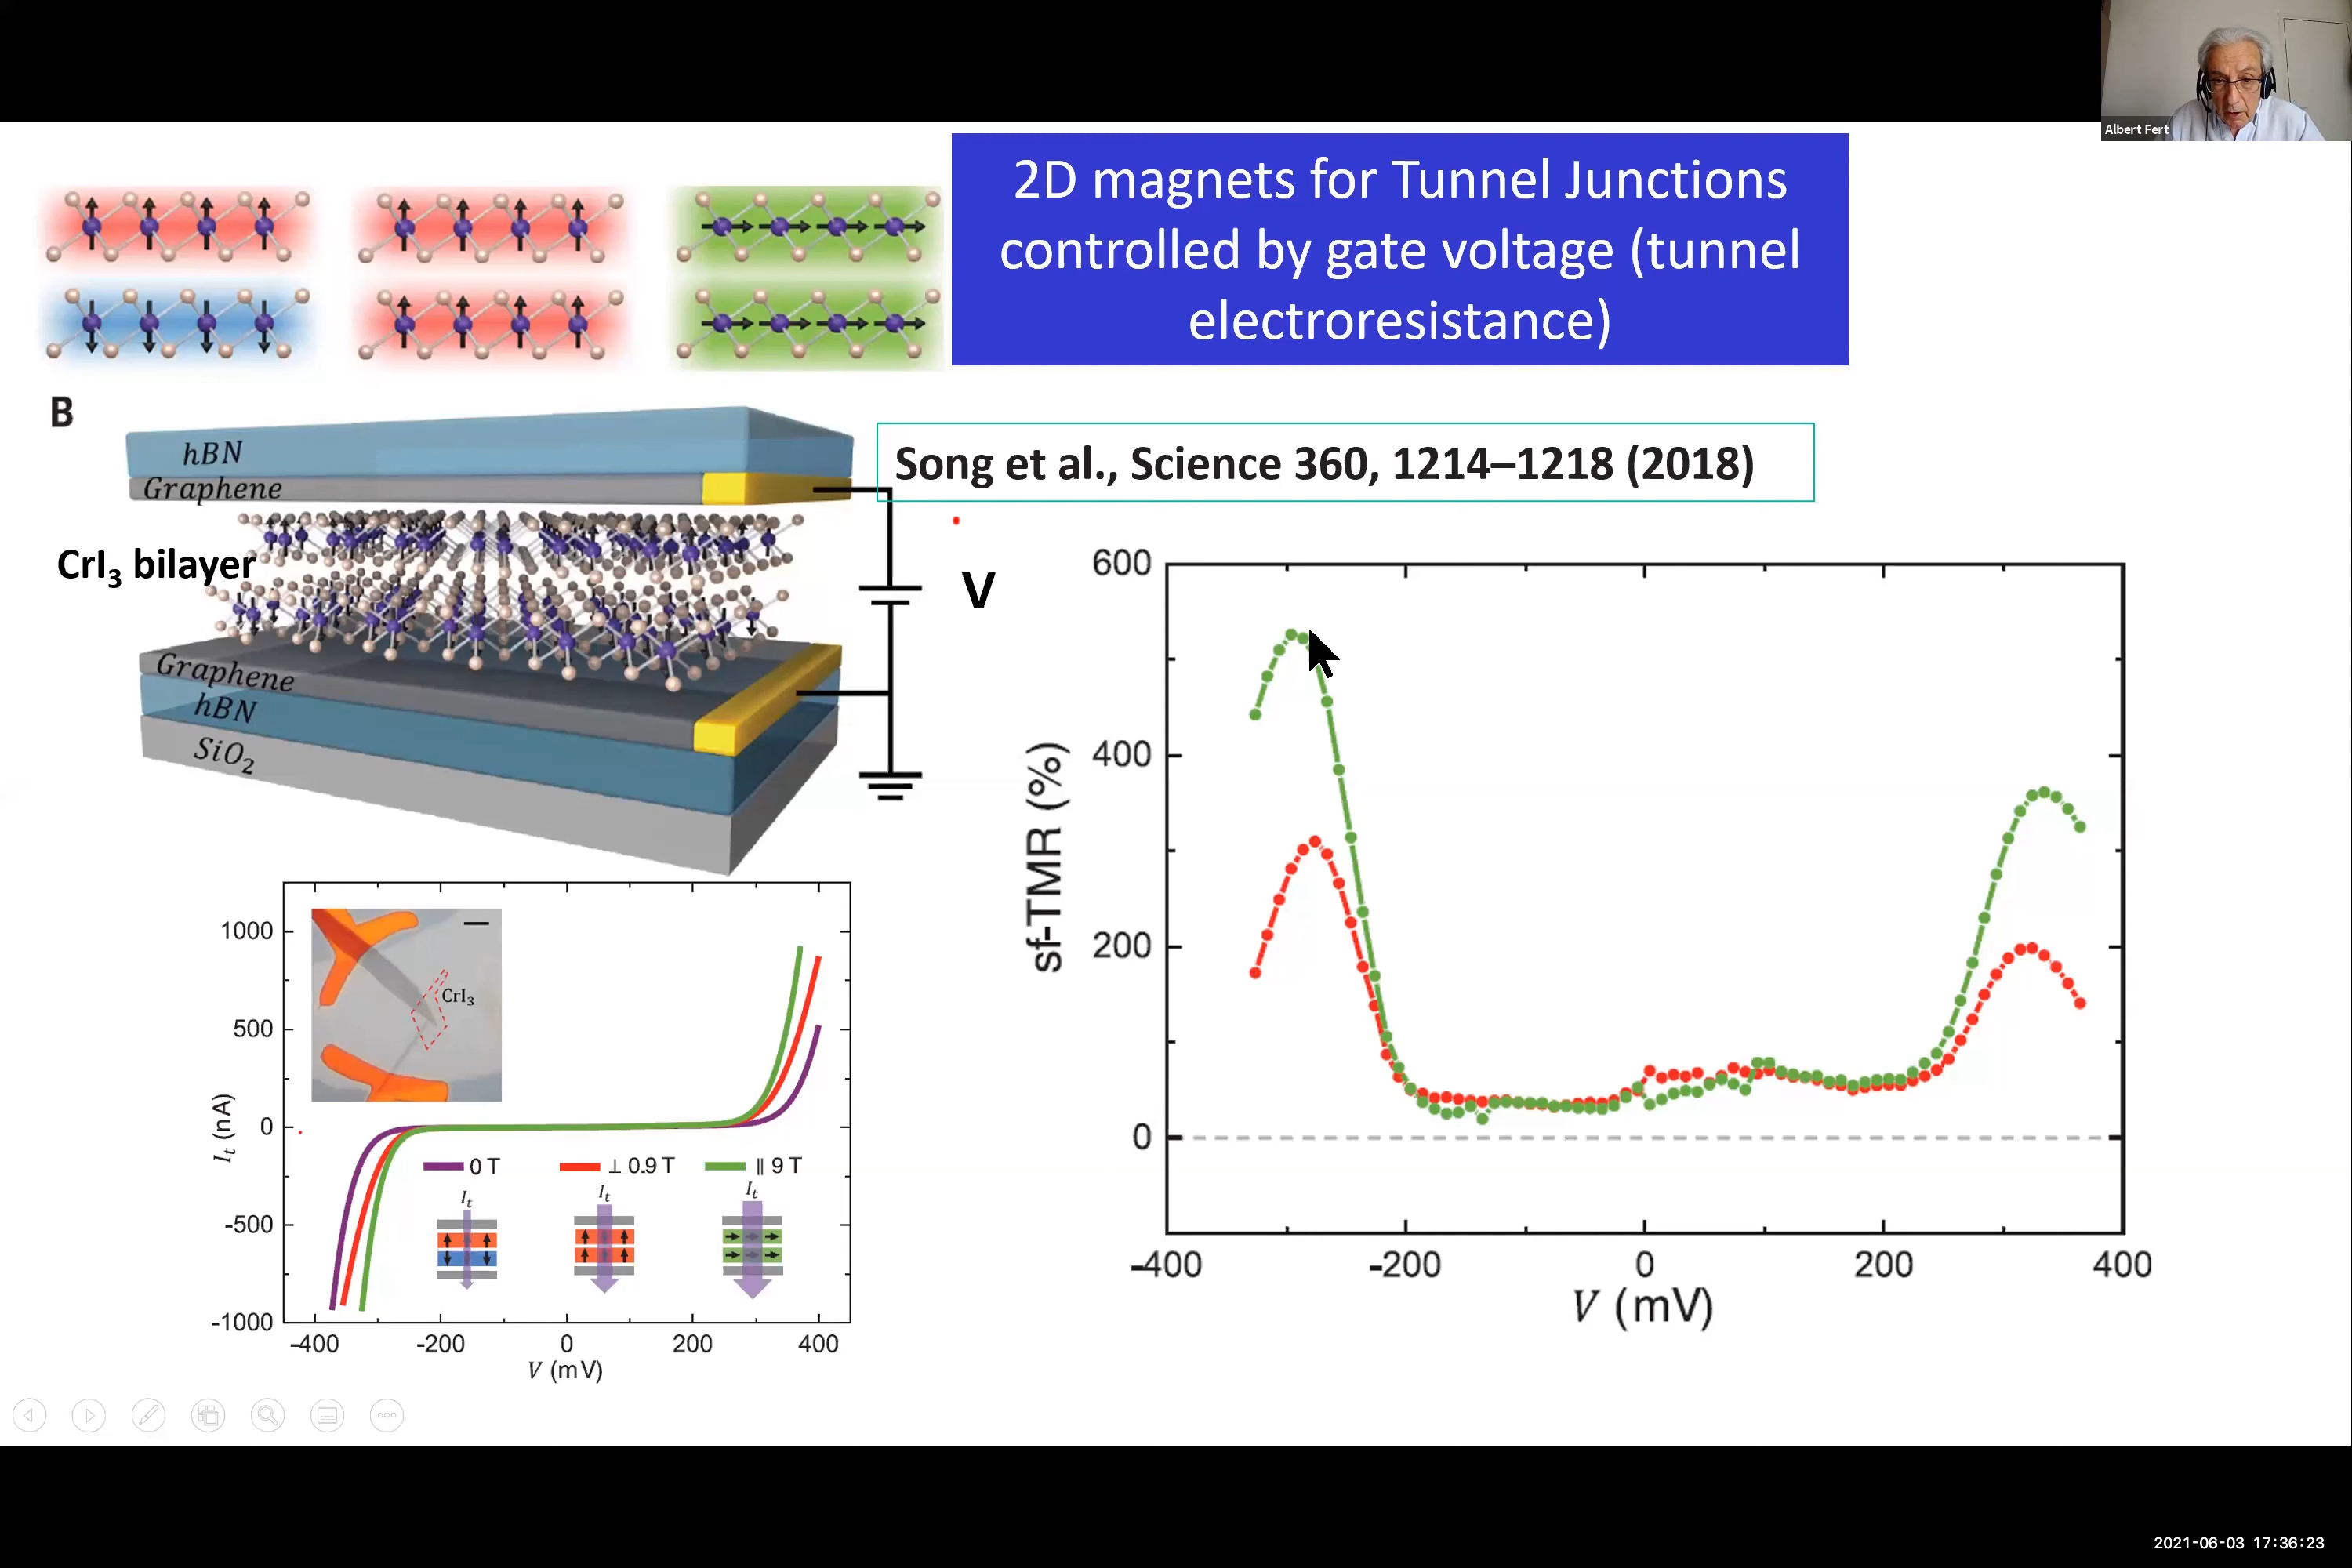 Albert Fert
2D magnets for Tunnel Junctions
controlled by gate voltage (tunnel
electroresistance)
B
hBN
Graphene
Song et al., Science 360, 1214–1218 (2018)
CrI₃ bilayer
V
Graphene
hBN
SiO₂
1000
500
0
-500
-1000
Iₜ (nA)
CrI₃
0 T
⊥ 0.9 T
∥ 9 T
Iₜ
Iₜ
Iₜ
-400
-200
0
200
400
V (mV)
600
400
200
0
sf-TMR (%)
-400
-200
0
200
400
V (mV)
2021-06-03 17:36:23